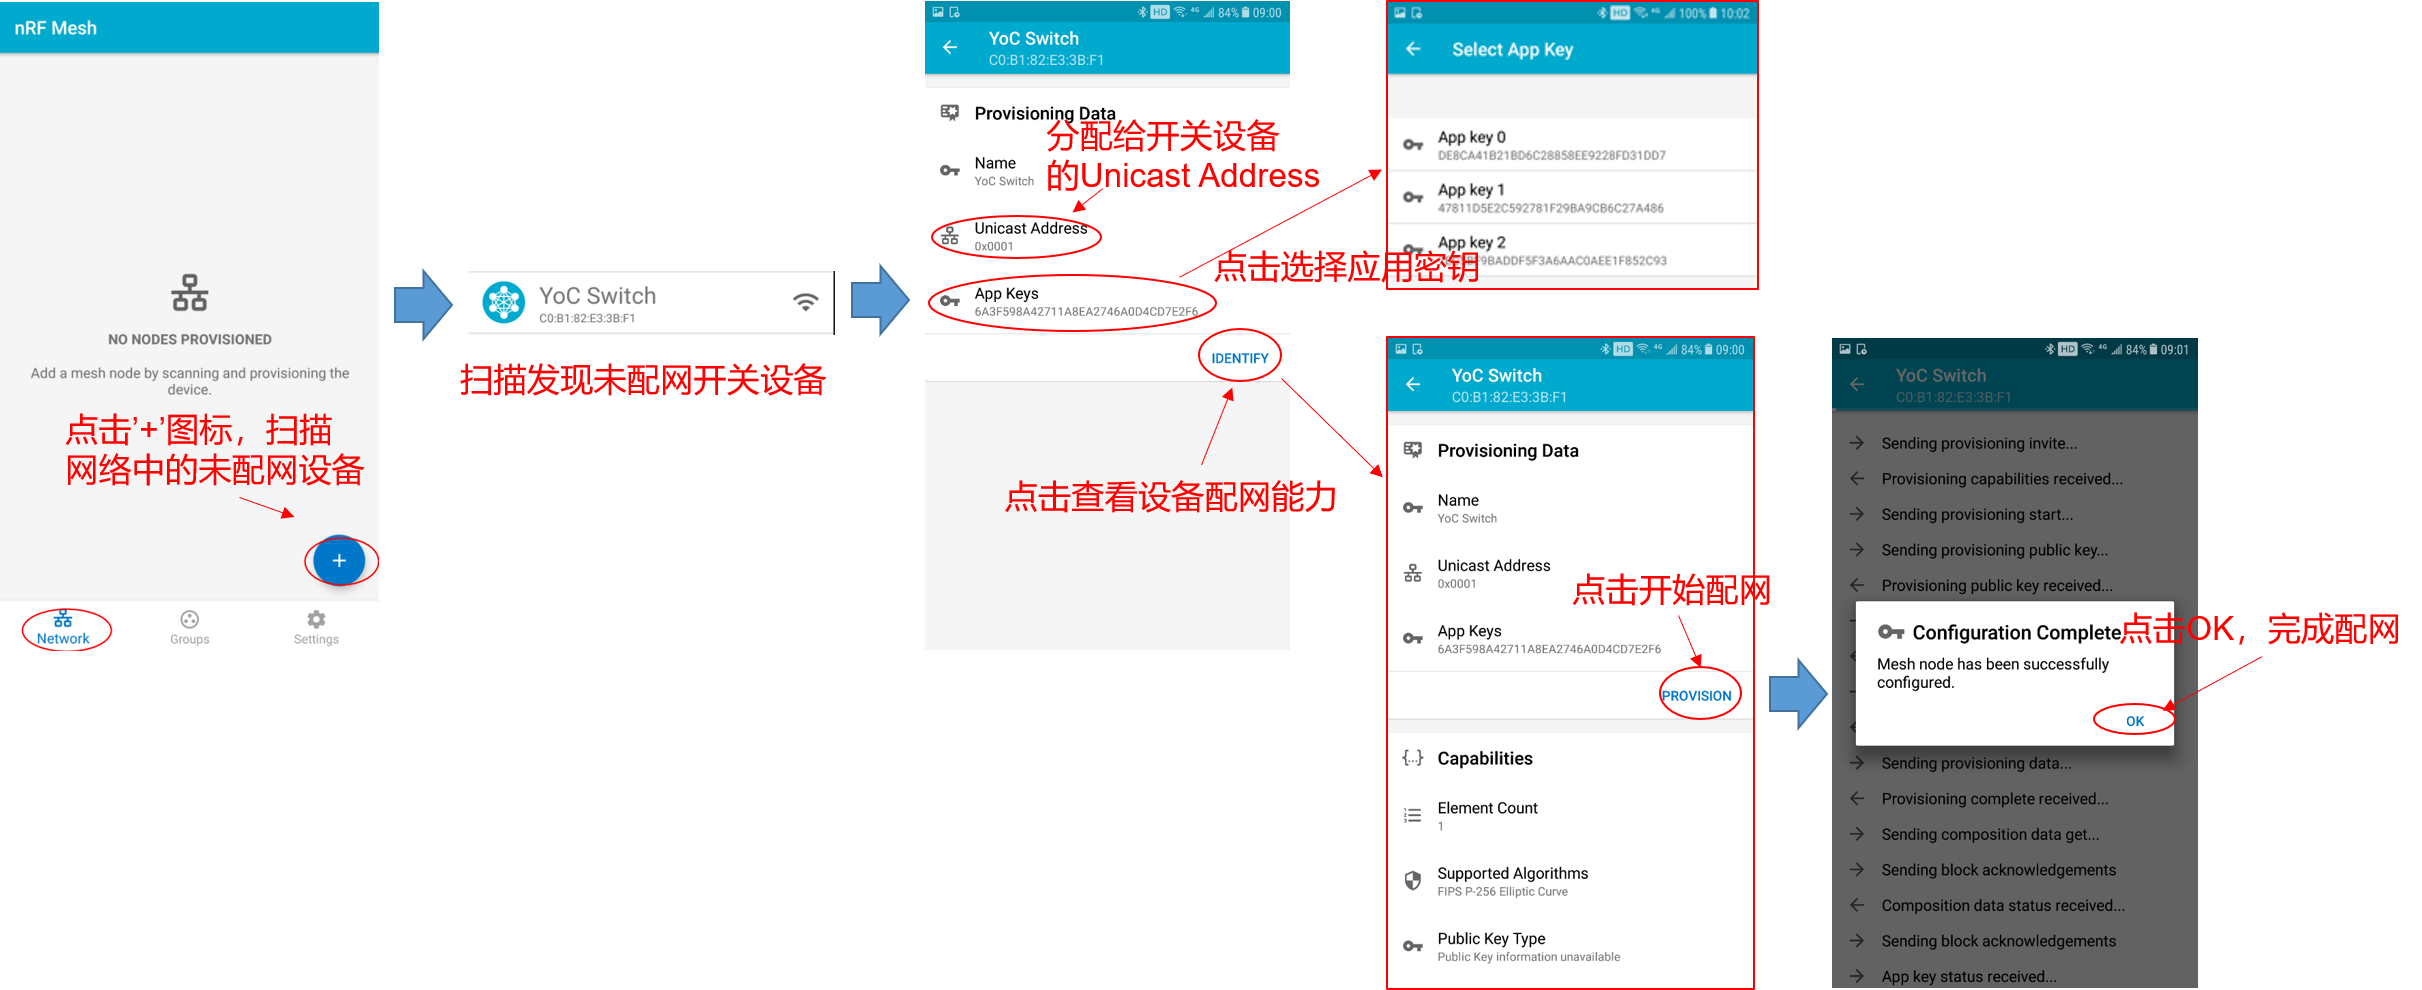 nRF Mesh
NO NODES PROVISIONED
Add a mesh node by scanning and provisioning the
device.
点击’+’图标，扫描
网络中的未配网设备
+
Network
Groups
Settings
YoC Switch
C0:B1:82:E3:3B:F1
扫描发现未配网开关设备
HD 4G 84% 09:00
YoC Switch
C0:B1:82:E3:3B:F1
Provisioning Data
分配给开关设备
的Unicast Address
Name
YoC Switch
Unicast Address
0x0001
App Keys
6A3F598A42711A8EA2746A0D4CD7E2F6
IDENTIFY
点击查看设备配网能力
点击选择应用密钥
HD 4G 100% 10:02
Select App Key
App key 0
DE8CA41B21BD6C28858EE9228FD31DD7
App key 1
47811D5E2C592781F29BA9CB6C27A486
App key 2
HD 4G 84% 09:00
YoC Switch
C0:B1:82:E3:3B:F1
Provisioning Data
Name
YoC Switch
Unicast Address
0x0001
点击开始配网
App Keys
6A3F598A42711A8EA2746A0D4CD7E2F6
PROVISION
Capabilities
Element Count
1
Supported Algorithms
FIPS P-256 Elliptic Curve
Public Key Type
Public Key information unavailable
HD 4G 84% 09:01
YoC Switch
C0:B1:82:E3:3B:F1
Sending provisioning invite...
Provisioning capabilities received...
Sending provisioning start...
Sending provisioning public key...
Provisioning public key received...
Configuration Complete
点击OK，完成配网
Mesh node has been successfully
configured.
OK
Sending provisioning data...
Provisioning complete received...
Sending composition data get...
Sending block acknowledgements
Composition data status received...
Sending block acknowledgements
App key status received...